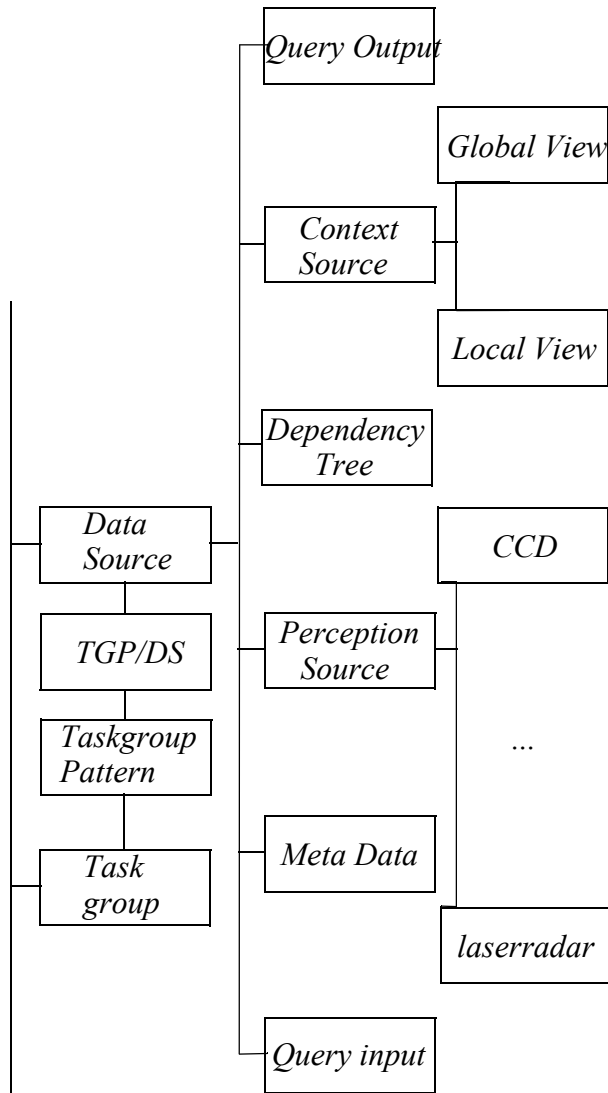 Query Output
Global View
Context
Source
Local View
Dependency
Tree
Data
Source
CCD
TGP/DS
Perception
Source
Taskgroup
Pattern
...
Meta Data
Task
group
laserradar
Query input